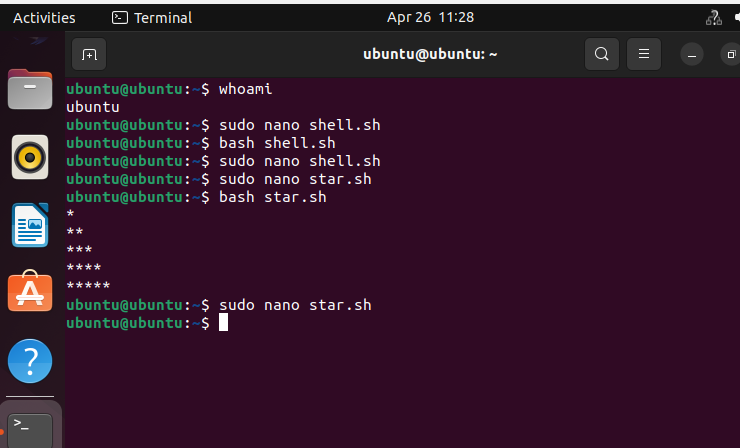 Activities
Terminal
Apr 26 11:28
ubuntu@ubuntu: ~
ubuntu@ubuntu:~$ whoami
ubuntu
ubuntu@ubuntu:~$ sudo nano shell.sh
ubuntu@ubuntu:~$ bash shell.sh
ubuntu@ubuntu:~$ sudo nano shell.sh
ubuntu@ubuntu:~$ sudo nano star.sh
ubuntu@ubuntu:~$ bash star.sh
*
**
***
****
*****
ubuntu@ubuntu:~$ sudo nano star.sh
ubuntu@ubuntu:~$